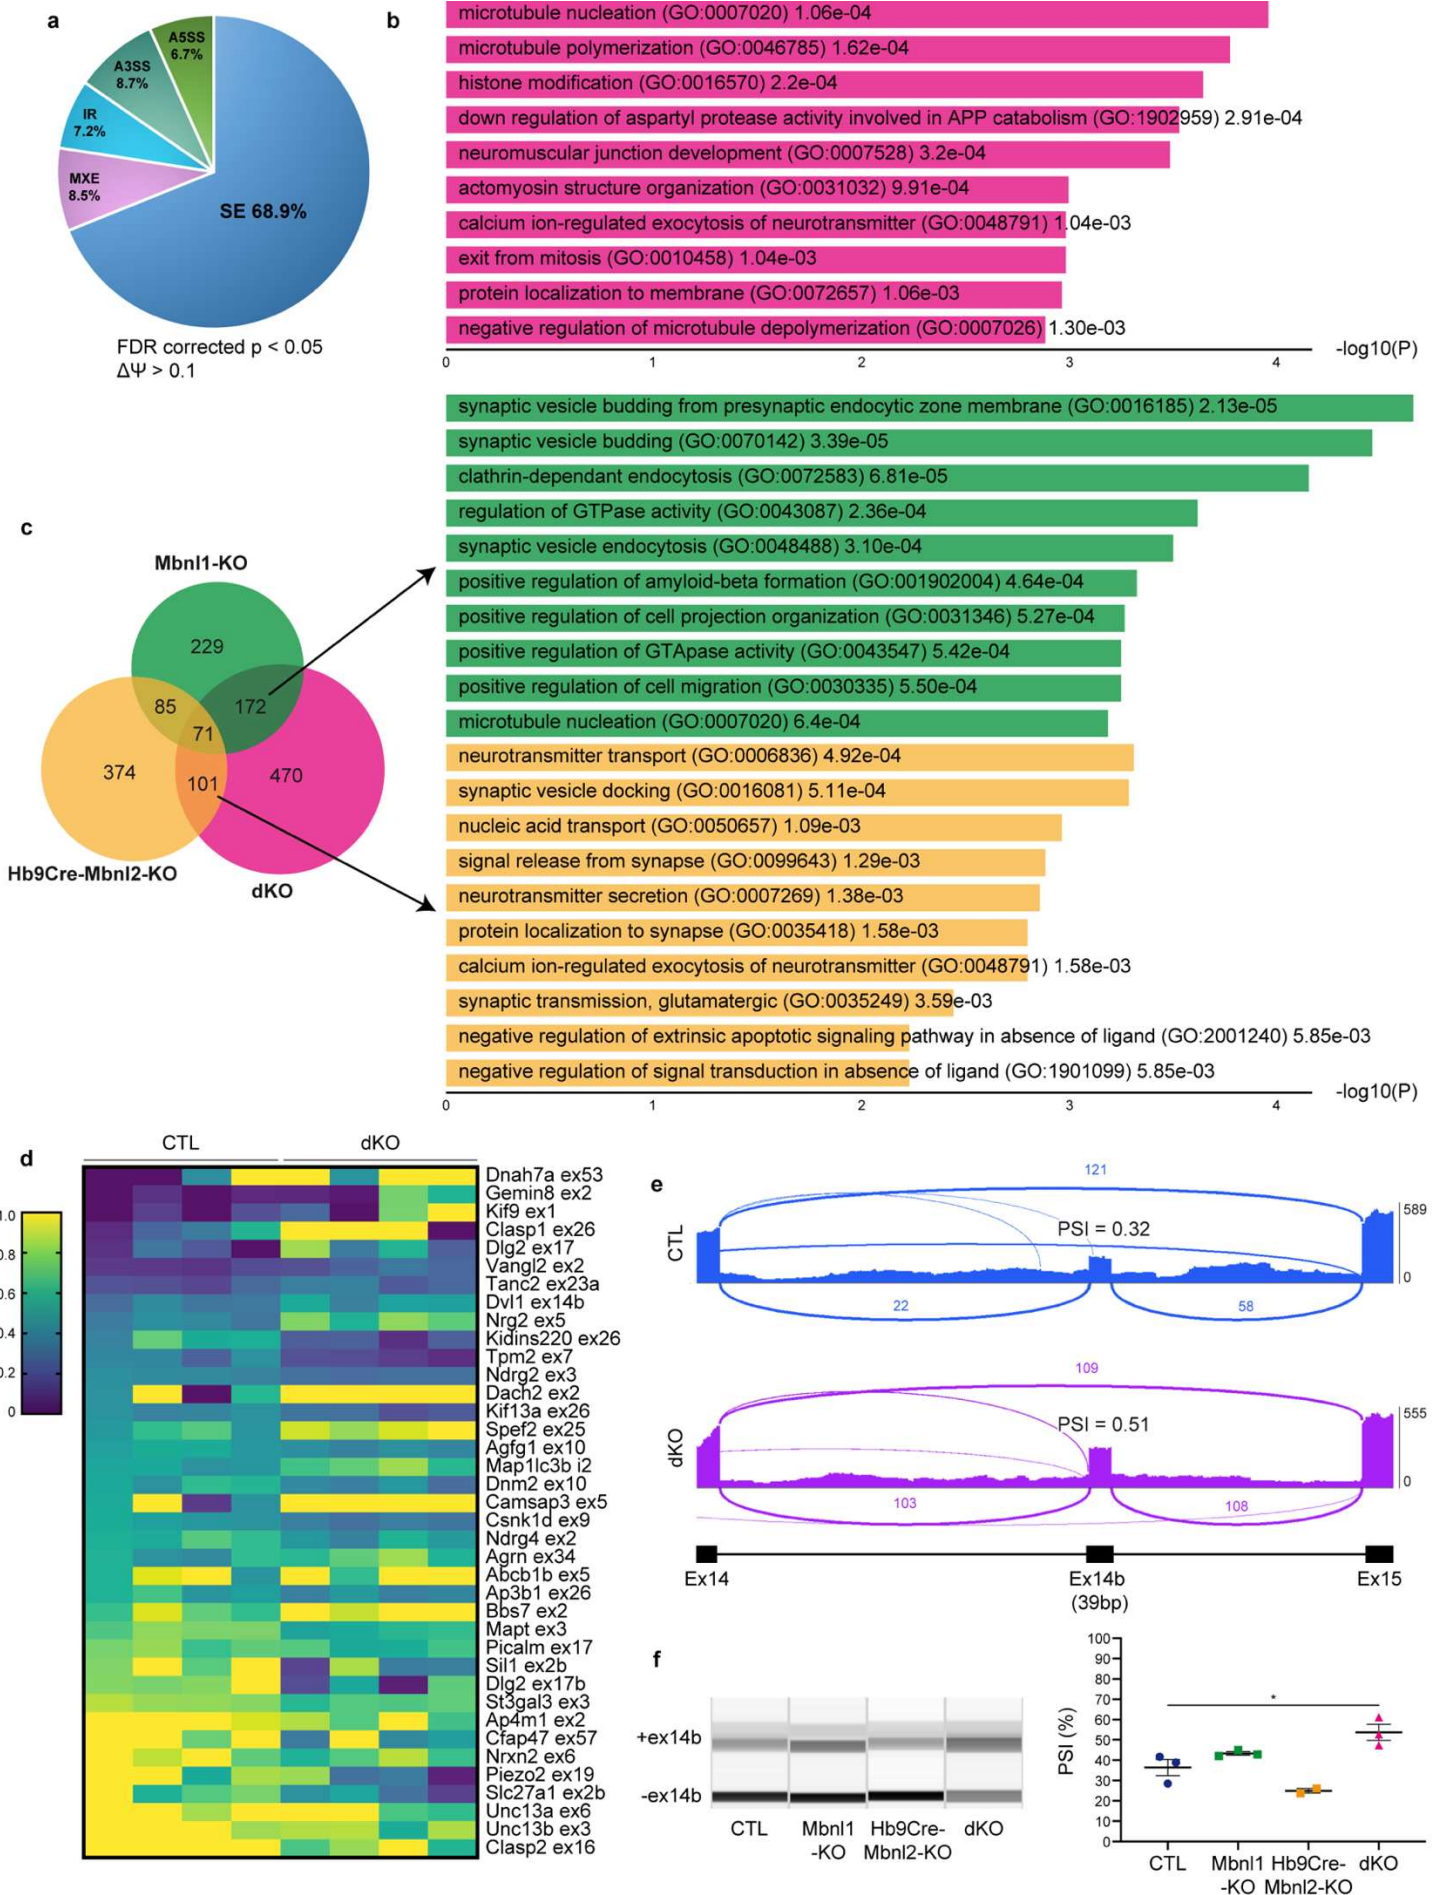 a
A5SS
6.7%
A3SS
8.7%
IR
7.2%
MXE
8.5%
SE 68.9%
FDR corrected p < 0.05
ΔΨ > 0.1
b
microtubule nucleation (GO:0007020) 1.06e-04
microtubule polymerization (GO:0046785) 1.62e-04
histone modification (GO:0016570) 2.2e-04
down regulation of aspartyl protease activity involved in APP catabolism (GO:1902959) 2.91e-04
neuromuscular junction development (GO:0007528) 3.2e-04
actomyosin structure organization (GO:0031032) 9.91e-04
calcium ion-regulated exocytosis of neurotransmitter (GO:0048791) 1.04e-03
exit from mitosis (GO:0010458) 1.04e-03
protein localization to membrane (GO:0072657) 1.06e-03
negative regulation of microtubule depolymerization (GO:0007026) 1.30e-03
0 1 2 3 4 -log10(P)
c
Mbnl1-KO
229
85
172
71
374
101
470
Hb9Cre-Mbnl2-KO
dKO
synaptic vesicle budding from presynaptic endocytic zone membrane (GO:0016185) 2.13e-05
synaptic vesicle budding (GO:0070142) 3.39e-05
clathrin-dependant endocytosis (GO:0072583) 6.81e-05
regulation of GTPase activity (GO:0043087) 2.36e-04
synaptic vesicle endocytosis (GO:0048488) 3.10e-04
positive regulation of amyloid-beta formation (GO:001902004) 4.64e-04
positive regulation of cell projection organization (GO:0031346) 5.27e-04
positive regulation of GTApase activity (GO:0043547) 5.42e-04
positive regulation of cell migration (GO:0030335) 5.50e-04
microtubule nucleation (GO:0007020) 6.4e-04
neurotransmitter transport (GO:0006836) 4.92e-04
synaptic vesicle docking (GO:0016081) 5.11e-04
nucleic acid transport (GO:0050657) 1.09e-03
signal release from synapse (GO:0099643) 1.29e-03
neurotransmitter secretion (GO:0007269) 1.38e-03
protein localization to synapse (GO:0035418) 1.58e-03
calcium ion-regulated exocytosis of neurotransmitter (GO:0048791) 1.58e-03
synaptic transmission, glutamatergic (GO:0035249) 3.59e-03
negative regulation of extrinsic apoptotic signaling pathway in absence of ligand (GO:2001240) 5.85e-03
negative regulation of signal transduction in absence of ligand (GO:1901099) 5.85e-03
0 1 2 3 4 -log10(P)
d
CTL dKO
1.0
0.8
0.6
0.4
0.2
0
Dnah7a ex53
Gemin8 ex2
Kif9 ex1
Clasp1 ex26
Dlg2 ex17
Vangl2 ex2
Tanc2 ex23a
Dvl1 ex14b
Nrg2 ex5
Kidins220 ex26
Tpm2 ex7
Ndrg2 ex3
Dach2 ex2
Kif13a ex26
Spef2 ex25
Agfg1 ex10
Map1lc3b i2
Dnm2 ex10
Camsap3 ex5
Csnk1d ex9
Ndrg4 ex2
Agrn ex34
Abcb1b ex5
Ap3b1 ex26
Bbs7 ex2
Mapt ex3
Picalm ex17
Sil1 ex2b
Dlg2 ex17b
St3gal3 ex3
Ap4m1 ex2
Cfap47 ex57
Nrxn2 ex6
Piezo2 ex19
Slc27a1 ex2b
Unc13a ex6
Unc13b ex3
Clasp2 ex16
e
121
CTL
PSI = 0.32
589
0
22
58
109
dKO
PSI = 0.51
555
0
103
108
Ex14
Ex14b
(39bp)
Ex15
f
+ex14b
-ex14b
CTL
Mbnl1
-KO
Hb9Cre-
Mbnl2-KO
dKO
PSI (%)
100
90
80
70
60
50
40
30
20
10
0
*
CTL
Mbnl1
-KO
Hb9Cre-
Mbnl2-KO
dKO